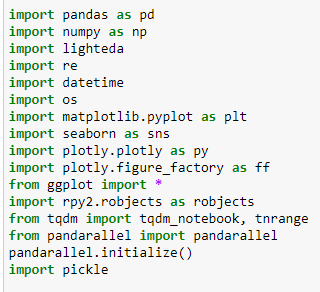 import pandas as pd
import numpy as np
import lighteda
import re
import datetime
import os
import matplotlib.pyplot as plt
import seaborn as sns
import plotly.plotly as py
import plotly.figure_factory as ff
from ggplot import *
import rpy2.robjects as robjects
from tqdm import tqdm_notebook, tnrange
from pandarallel import pandarallel
pandarallel.initialize()
import pickle